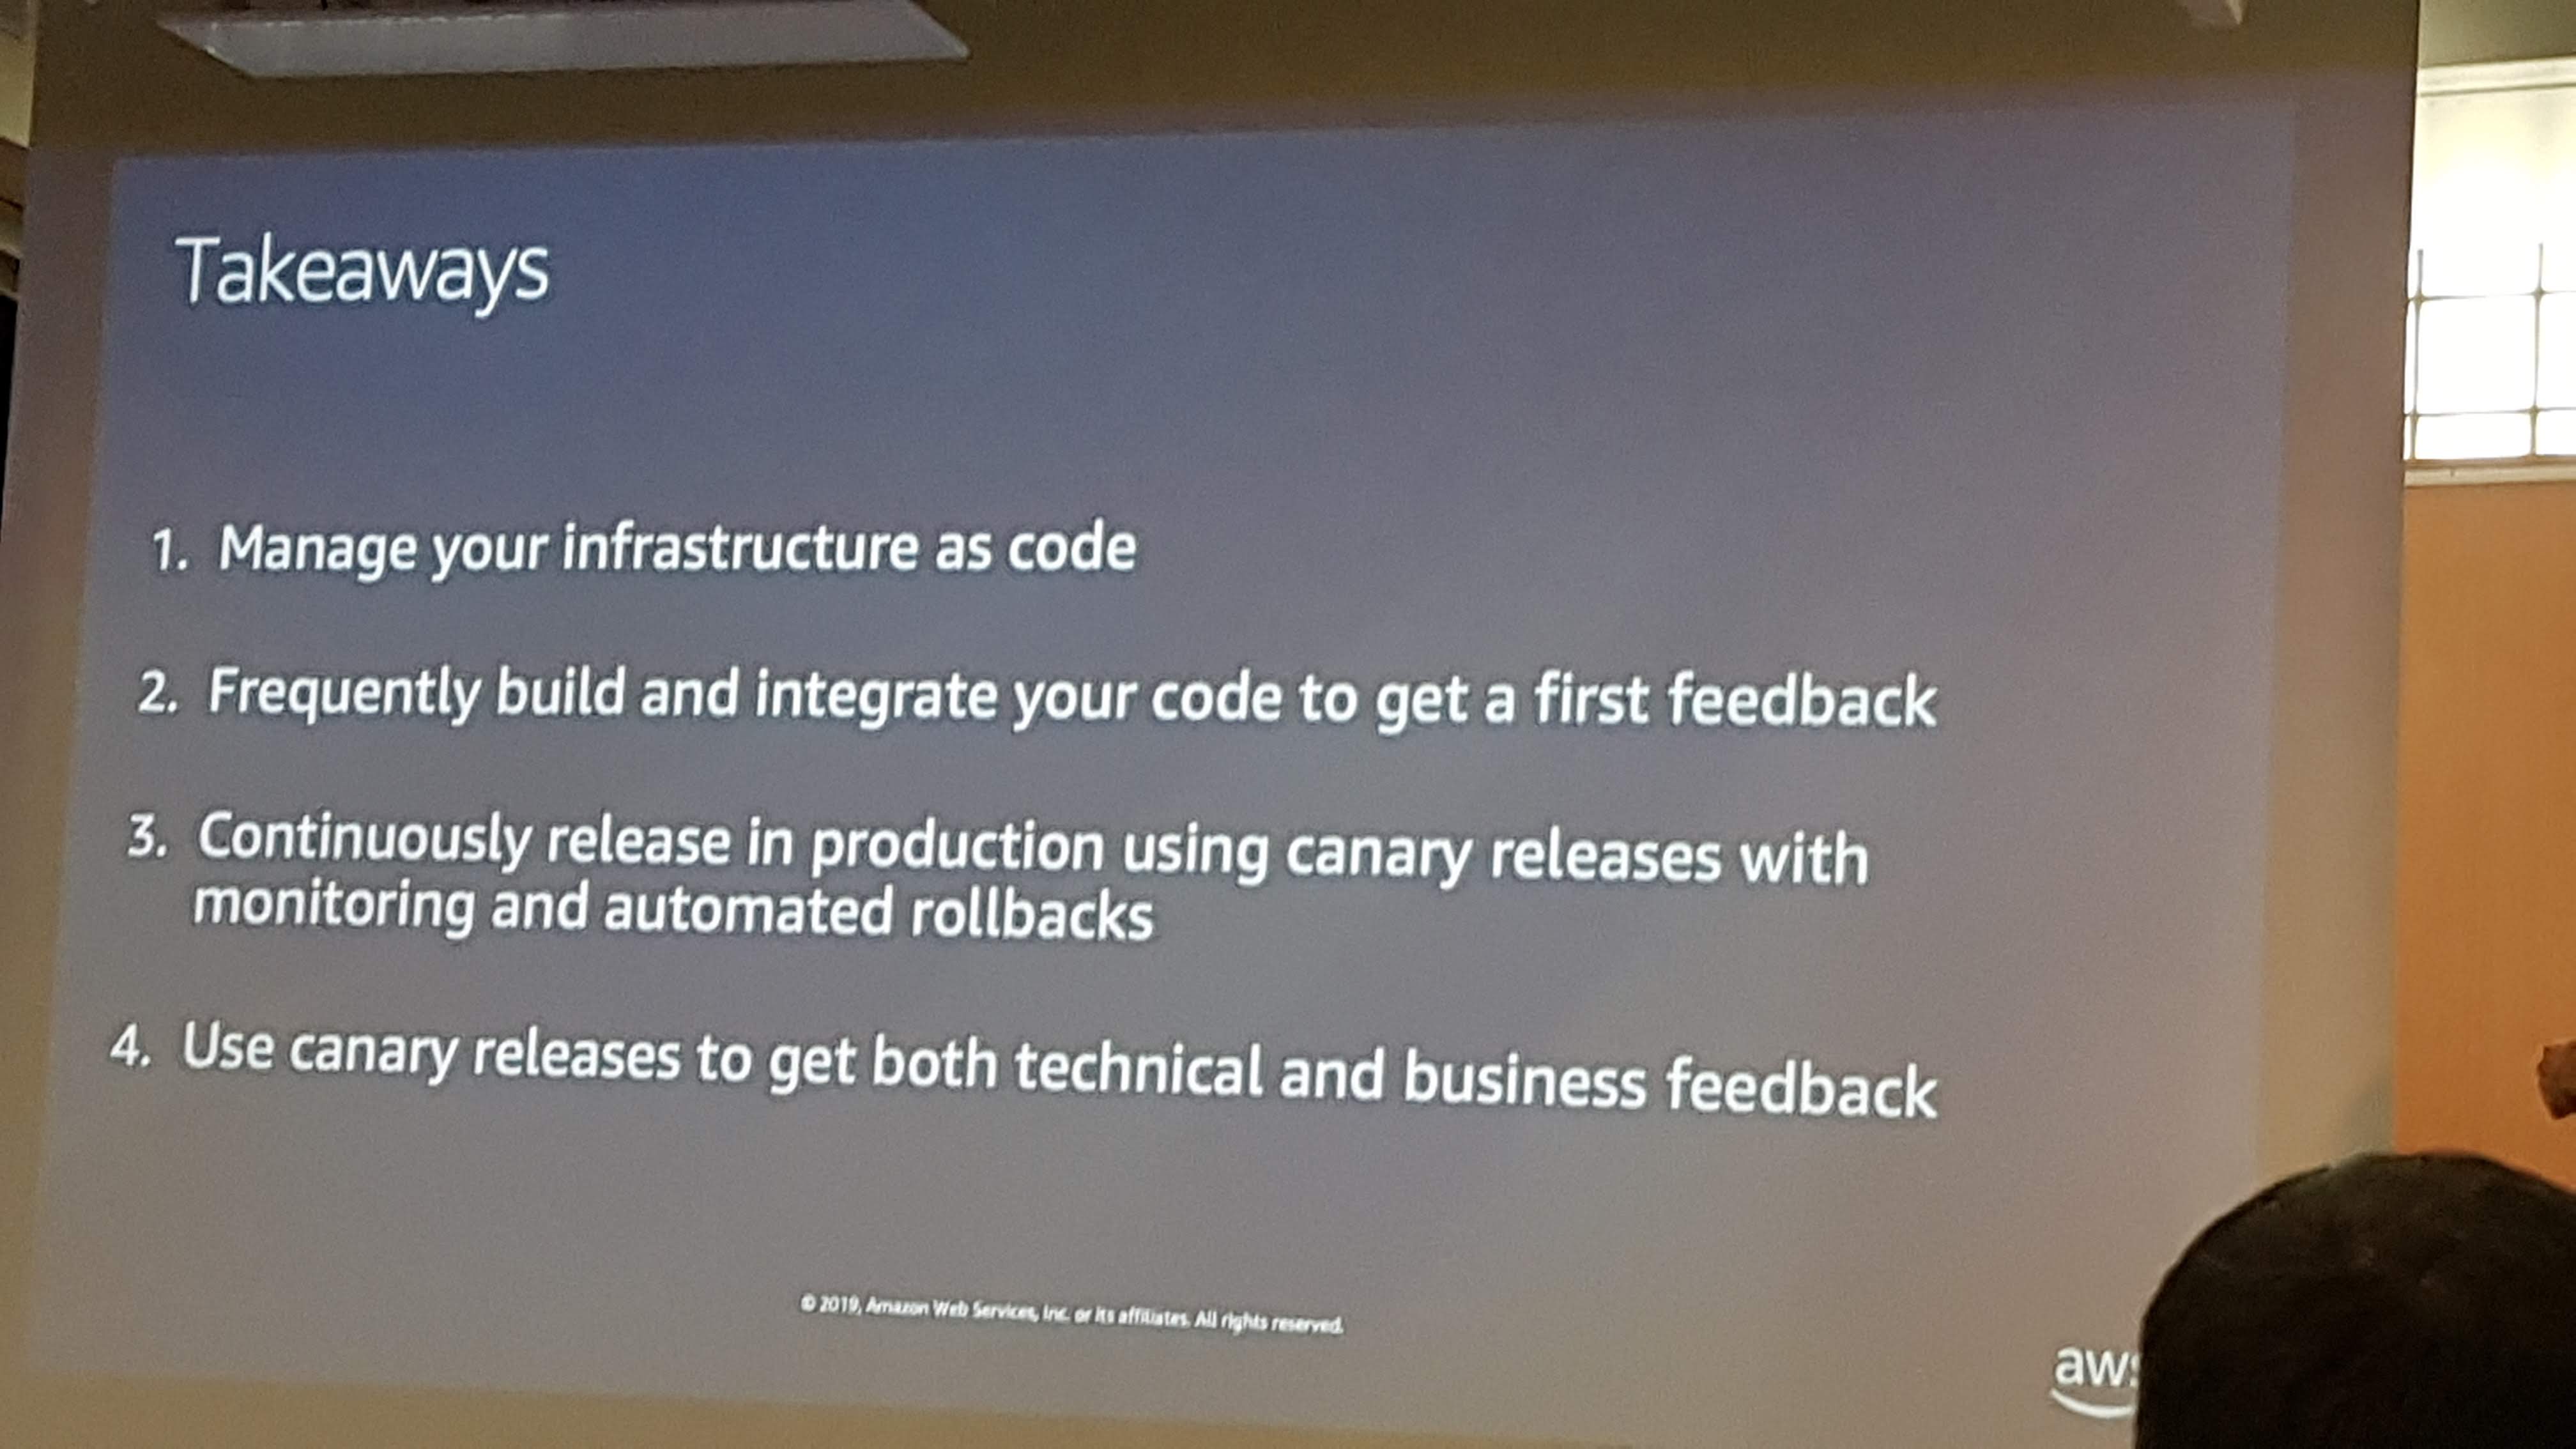 Takeaways
1. Manage your infrastructure as code
2. Frequently build and integrate your code to get a first feedback
3. Continuously release in production using canary releases with
monitoring and automated rollbacks
4. Use canary releases to get both technical and business feedback
© 2019, Amazon Web Services, Inc. or its affiliates. All rights reserved.
aws